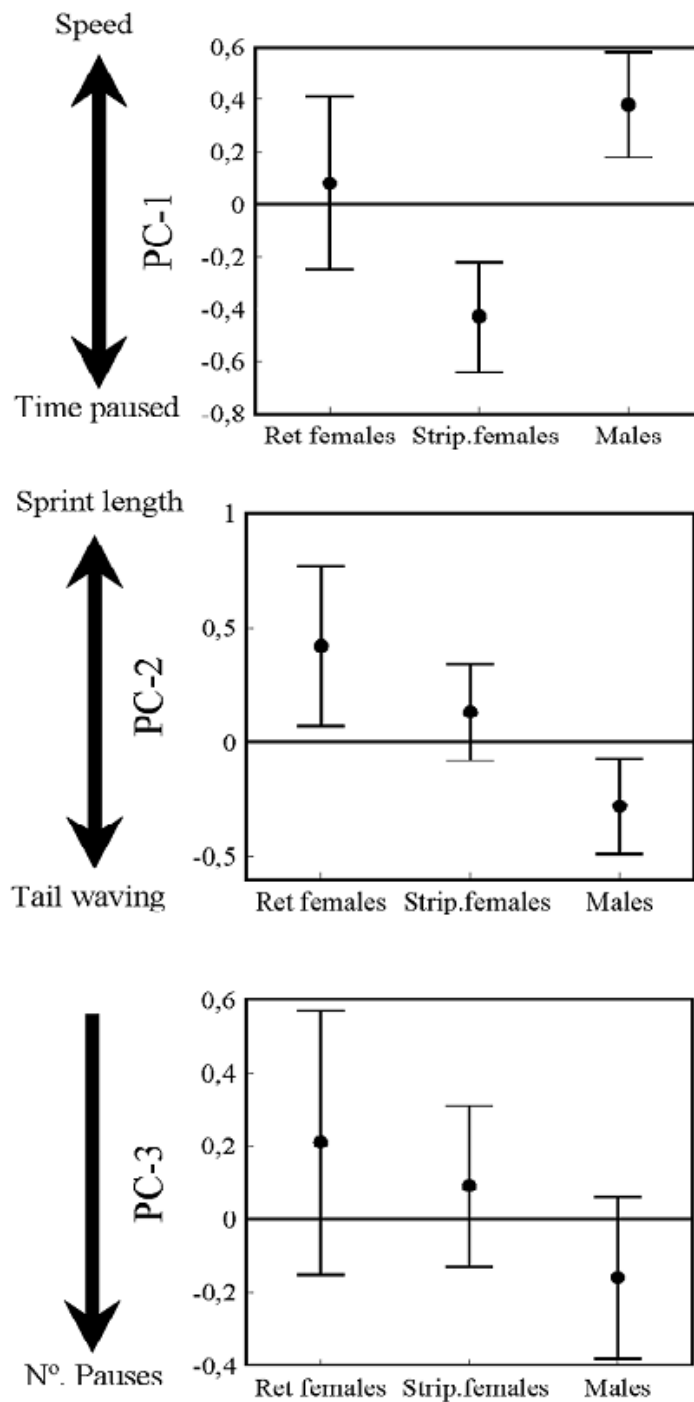 Speed
0,6
0,4
0,2
0
-0,2
-0,4
-0,6
-0,8
PC-1
Time paused
Ret females Strip.females Males
Sprint length
1
0,5
0
-0,5
PC-2
Tail waving
Ret females Strip.females Males
0,6
0,4
0,2
0
-0,2
-0,4
PC-3
Nº. Pauses
Ret females Strip.females Males